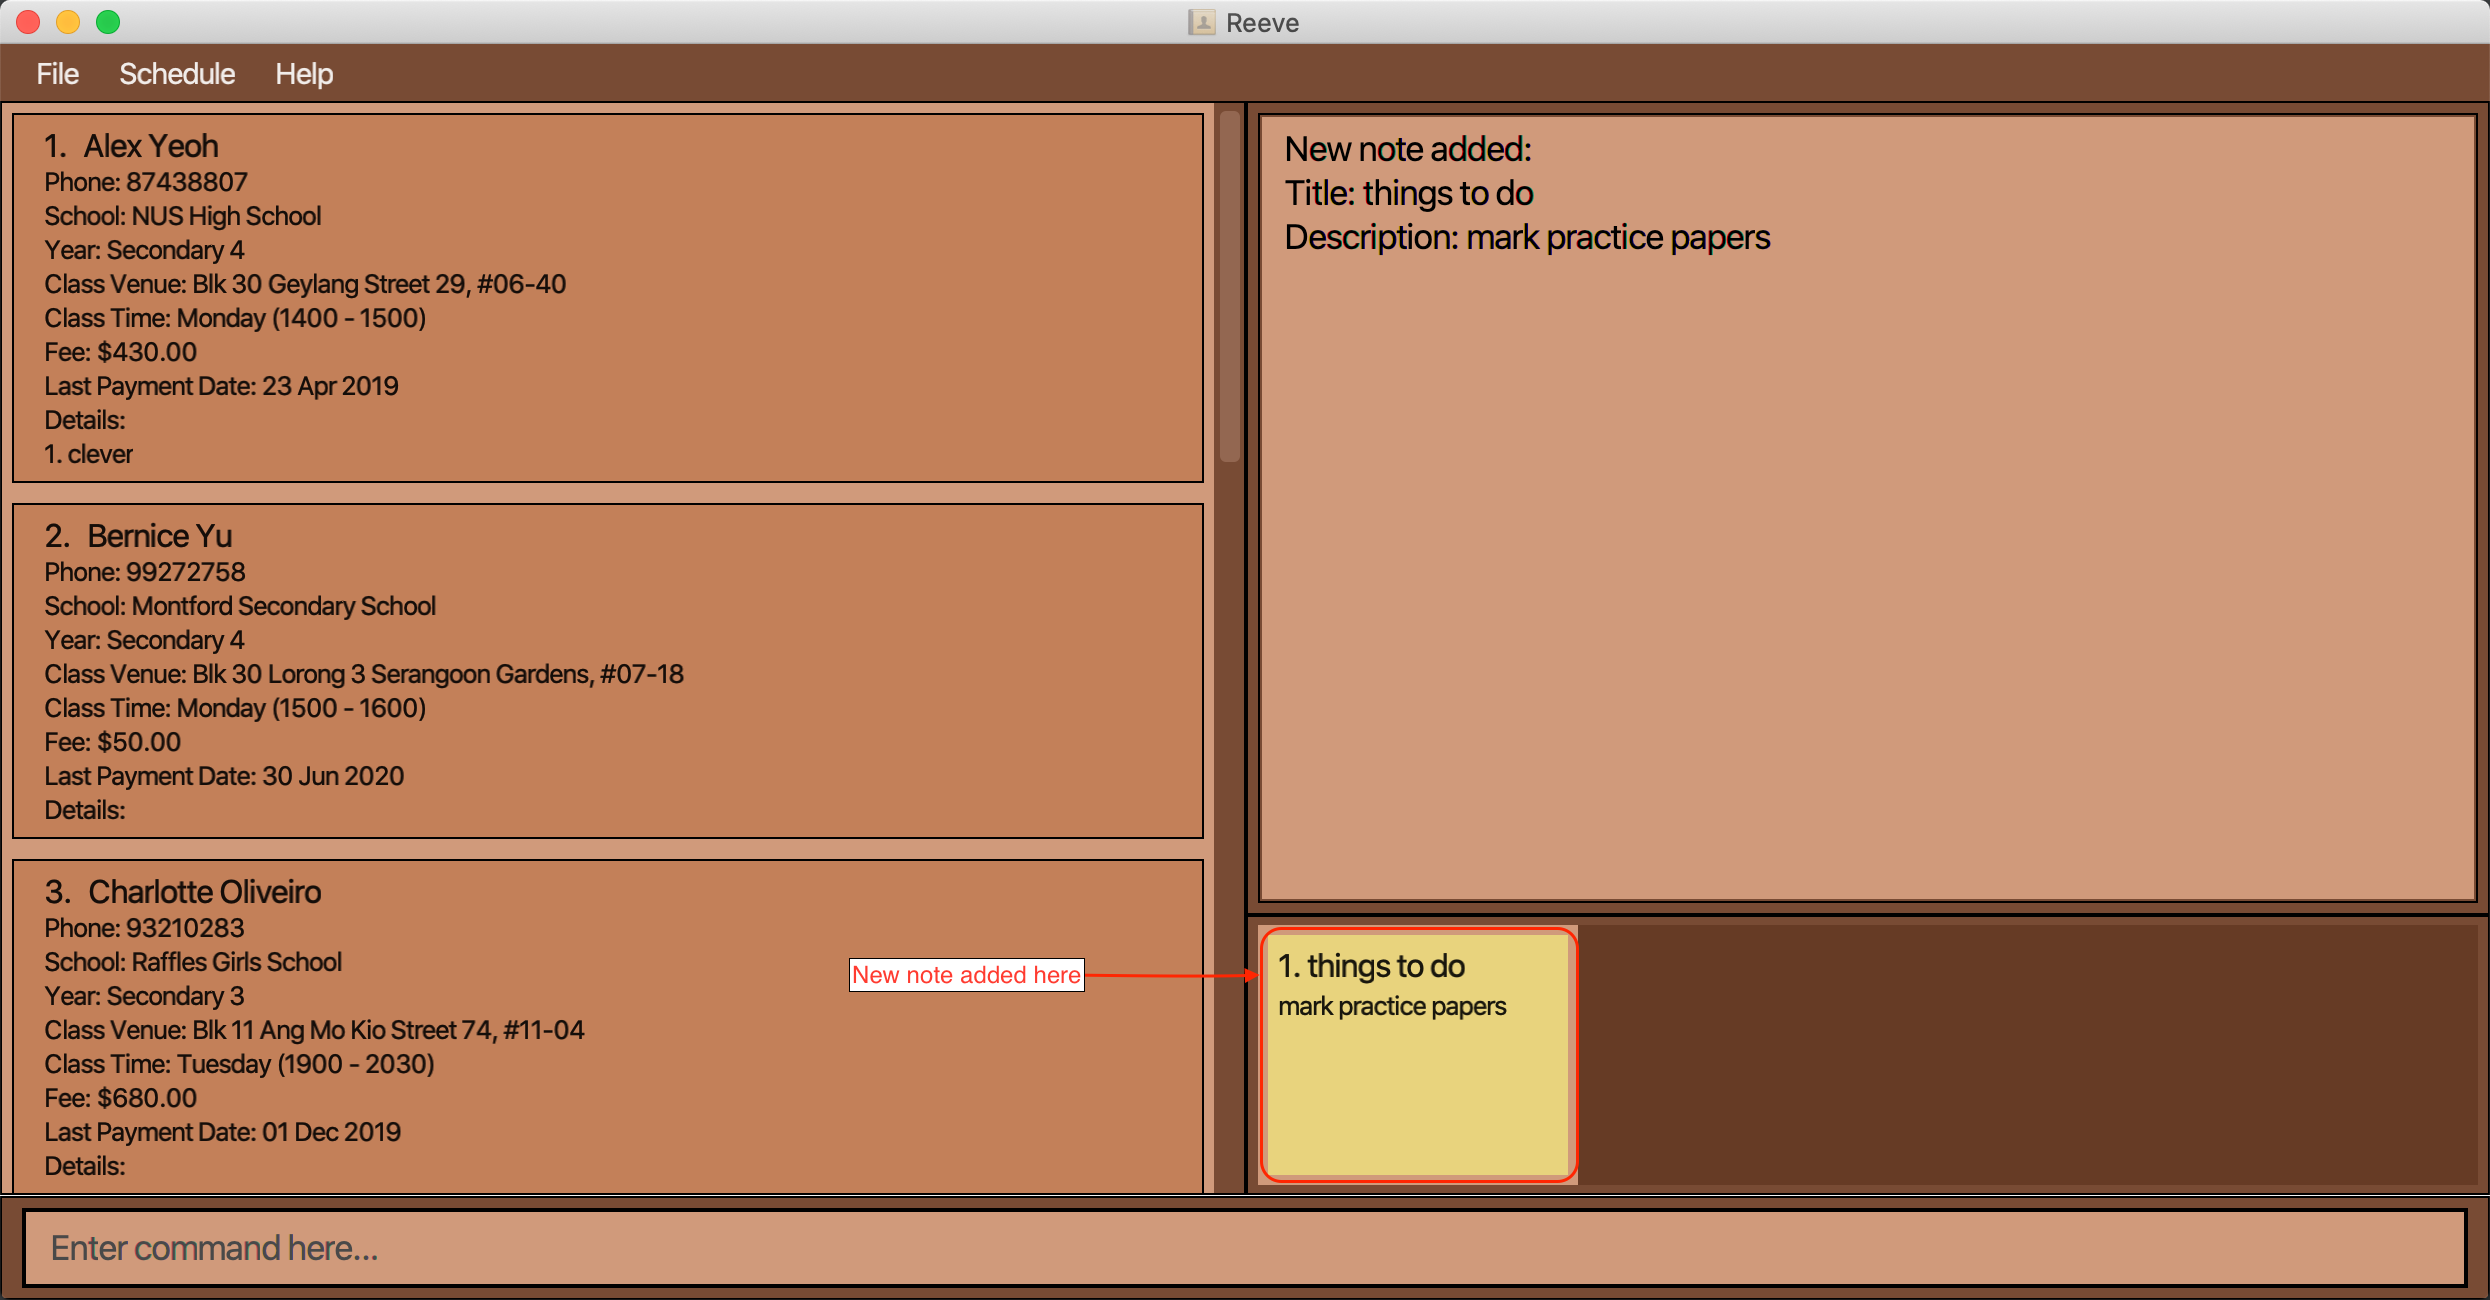 Reeve
File Schedule Help
1. Alex Yeoh
Phone: 87438807
School: NUS High School
Year: Secondary 4
Class Venue: Blk 30 Geylang Street 29, #06-40
Class Time: Monday (1400 - 1500)
Fee: $430.00
Last Payment Date: 23 Apr 2019
Details:
1. clever
2. Bernice Yu
Phone: 99272758
School: Montford Secondary School
Year: Secondary 4
Class Venue: Blk 30 Lorong 3 Serangoon Gardens, #07-18
Class Time: Monday (1500 - 1600)
Fee: $50.00
Last Payment Date: 30 Jun 2020
Details:
3. Charlotte Oliveiro
Phone: 93210283
School: Raffles Girls School
Year: Secondary 3
Class Venue: Blk 11 Ang Mo Kio Street 74, #11-04
Class Time: Tuesday (1900 - 2030)
Fee: $680.00
Last Payment Date: 01 Dec 2019
Details:
New note added:
Title: things to do
Description: mark practice papers
New note added here
1. things to do
mark practice papers
Enter command here...